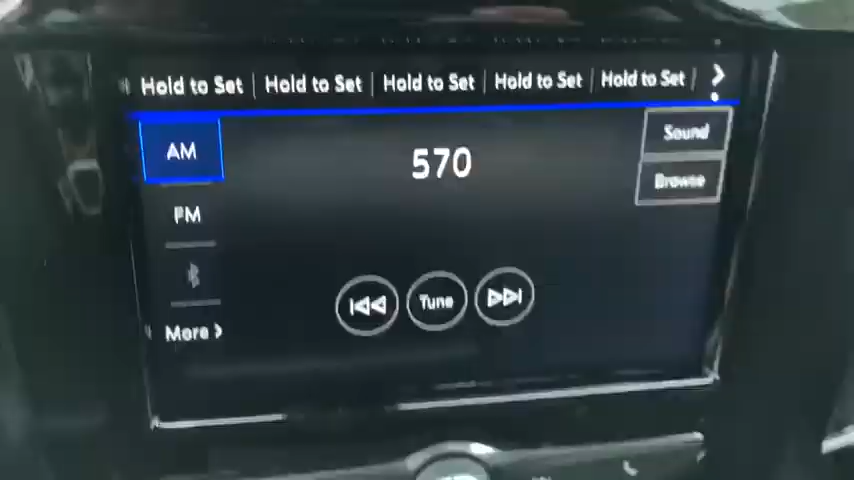 Hold to Set Hold to Set Hold to Set Hold to Set Hold to Set
AM
570
Sound
Browse
FM
Tune
More